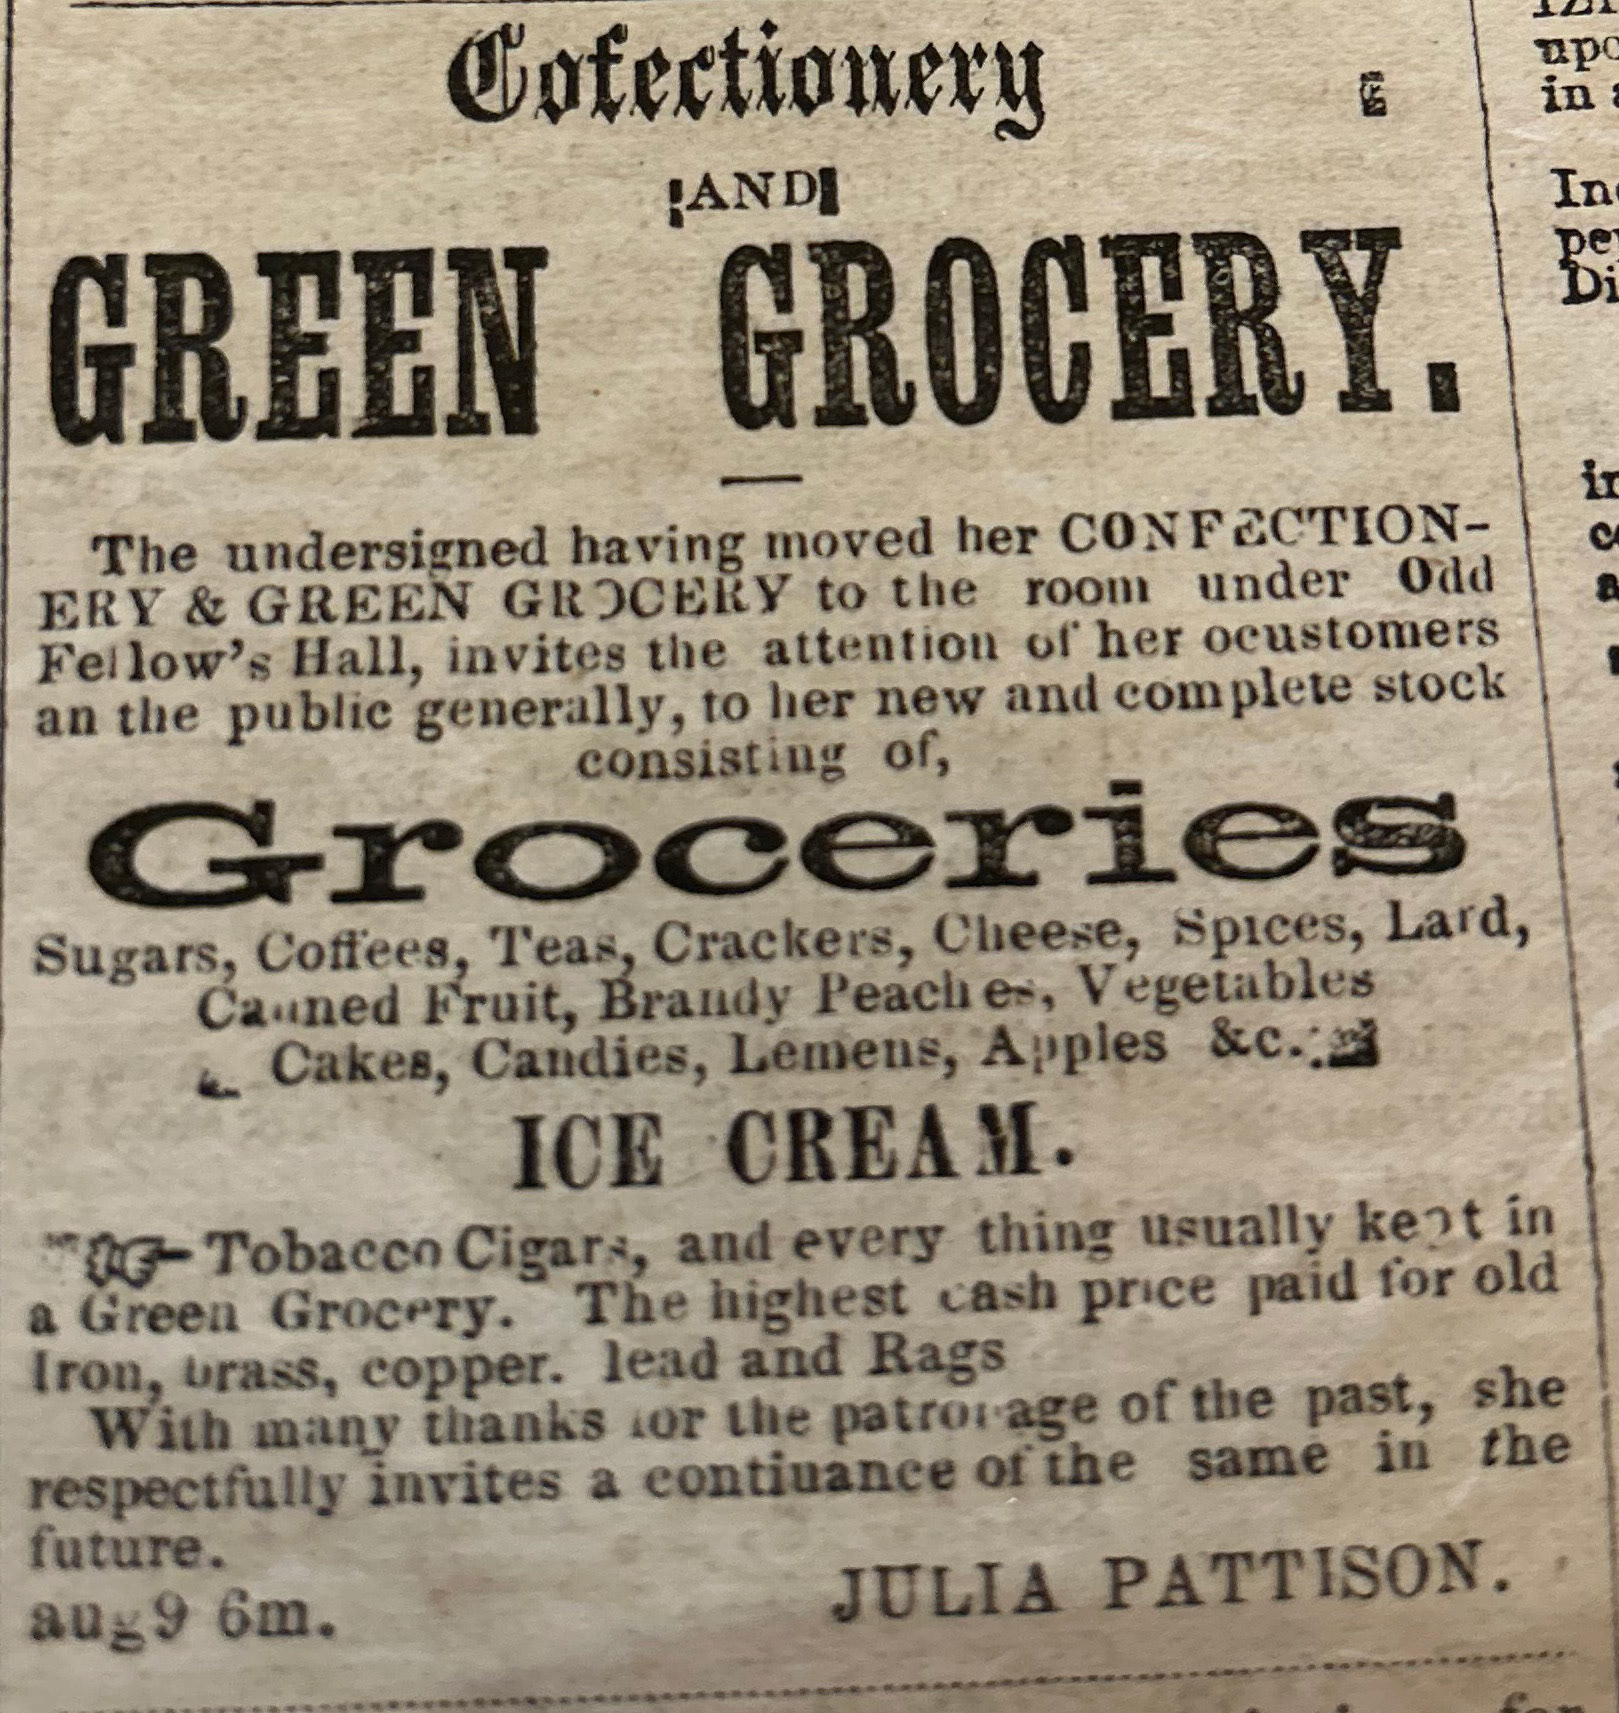 Cofectionery
AND
GREEN GROCERY.
The undersigned having moved her CONFECTION-
ERY & GREEN GROCERY to the room under Odd
Fellow's Hall, invites the attention of her ocustomers
an the public generally, to her new and complete stock
consisting of,
Groceries
Sugars, Coffees, Teas, Crackers, Cheese, Spices, Lard,
Canned Fruit, Brandy Peaches, Vegetables
Cakes, Candies, Lemens, Apples &c.
ICE CREAM.
☞ Tobacco Cigars, and every thing usually kept in
a Green Grocery. The highest cash price paid for old
Iron, brass, copper. lead and Rags
With many thanks for the patronage of the past, she
respectfully invites a contiuance of the same in the
future.
JULIA PATTISON.
aug9 6m.
upo
in
in